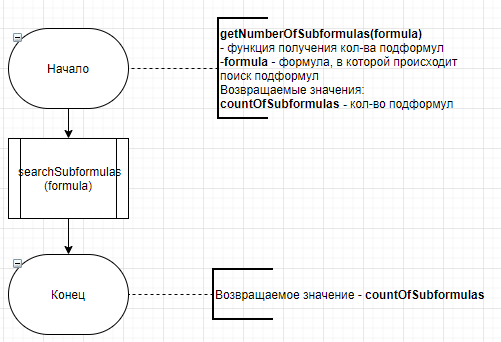 getNumberOfSubformulas(formula)
- функция получения кол-ва подформул
-formula - формула, в которой происходит
поиск подформул
Возвращаемые значения:
countOfSubformulas - кол-во подформул
Начало
searchSubformulas
(formula)
Конец
Возвращаемое значение - countOfSubformulas